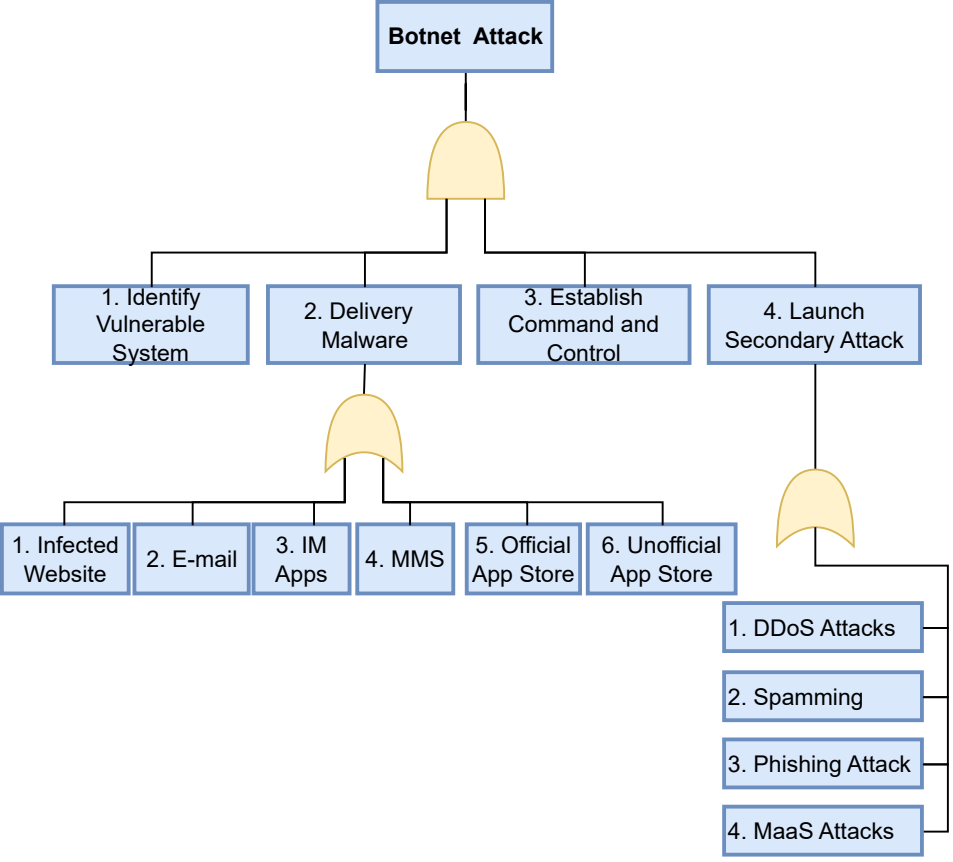 Botnet  Attack
1. Identify
Vulnerable
System
2. Delivery
Malware
3. Establish
Command and
Control
4. Launch
Secondary Attack
1. Infected
Website
2. E-mail
3. IM
Apps
4. MMS
5. Official
App Store
6. Unofficial
App Store
1. DDoS Attacks
2. Spamming
3. Phishing Attack
4. MaaS Attacks